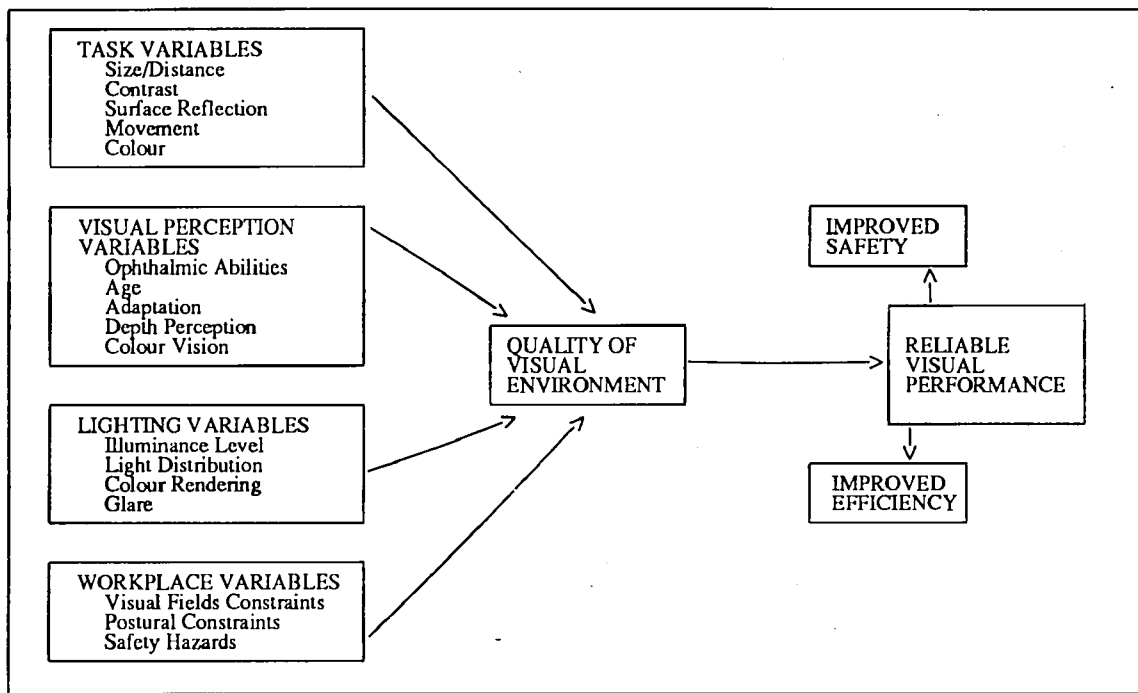 TASK VARIABLES
Size/Distance
Contrast
Surface Reflection
Movement
Colour
VISUAL PERCEPTION
VARIABLES
Ophthalmic Abilities
Age
Adaptation
Depth Perception
Colour Vision
LIGHTING VARIABLES
Illuminance Level
Light Distribution
Colour Rendering
Glare
WORKPLACE VARIABLES
Visual Fields Constraints
Postural Constraints
Safety Hazards
QUALITY OF
VISUAL
ENVIRONMENT
IMPROVED
SAFETY
RELIABLE
VISUAL
PERFORMANCE
IMPROVED
EFFICIENCY